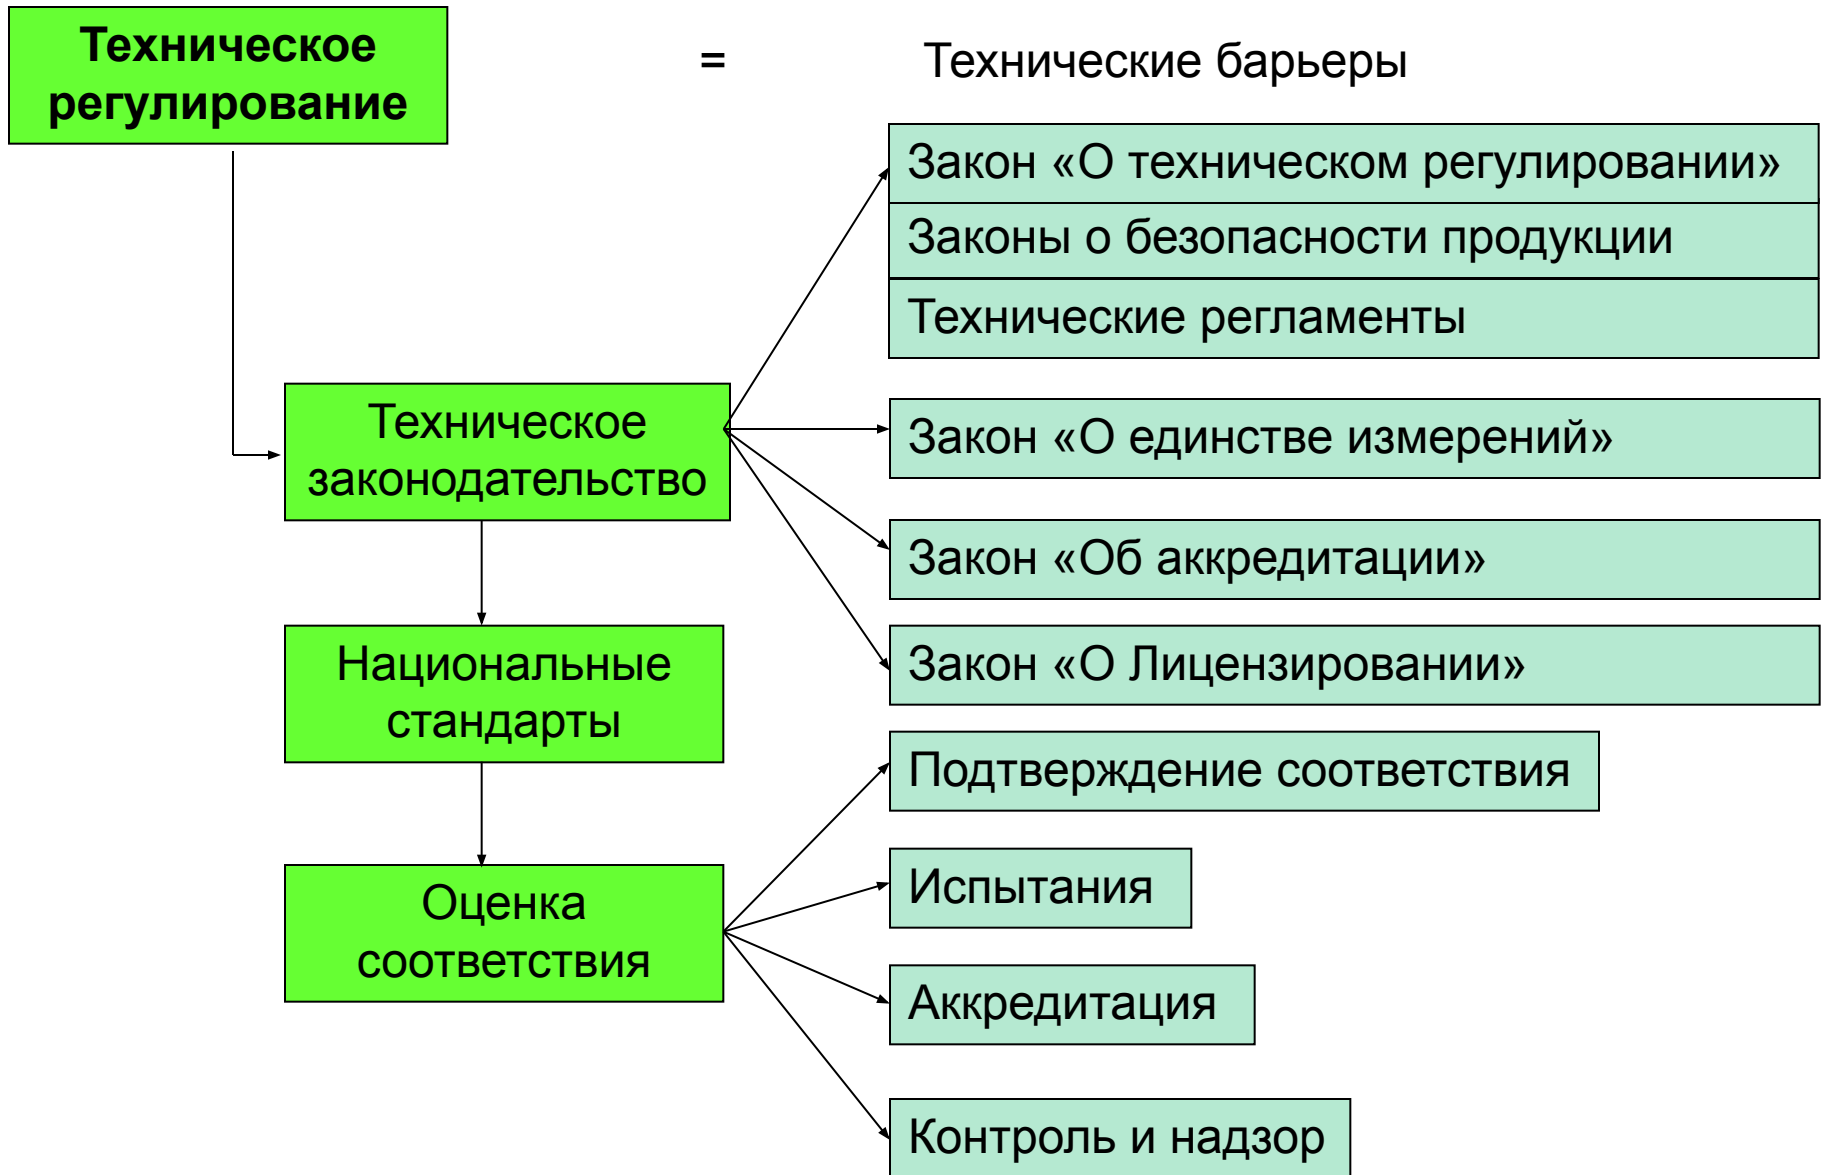 Техническое
регулирование
=
Технические барьеры
Закон «О техническом регулировании»
Законы о безопасности продукции
Технические регламенты
Техническое
законодательство
Закон «О единстве измерений»
Закон «Об аккредитации»
Национальные
стандарты
Закон «О Лицензировании»
Подтверждение соответствия
Оценка
соответствия
Испытания
Аккредитация
Контроль и надзор